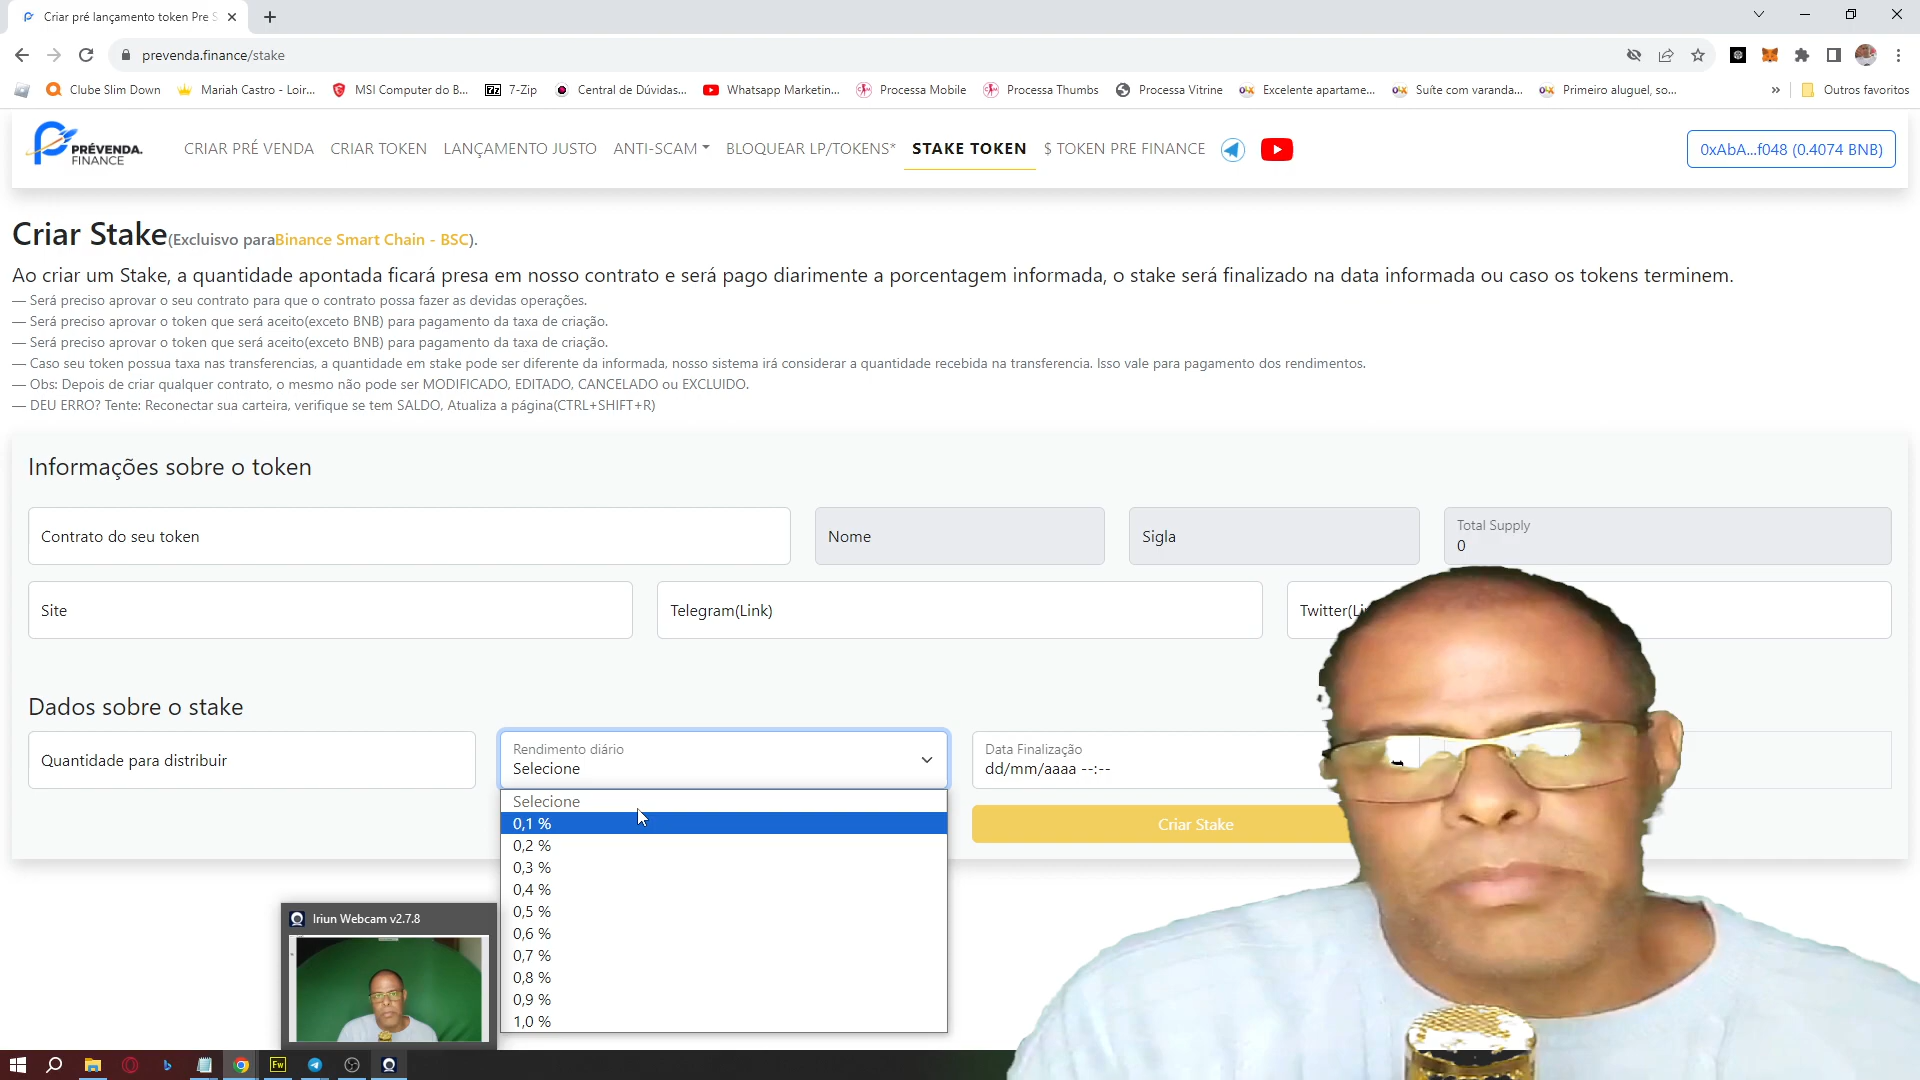 Criar pré lançamento token Pre S
prevenda.finance/stake
Clube Slim Down
Mariah Castro - Loir...
MSI Computer do B...
7-Zip
Central de Dúvidas...
Whatsapp Marketin...
Processa Mobile
Processa Thumbs
Processa Vitrine
Excelente apartame...
Suíte com varanda...
Primeiro aluguel, so...
»
Outros favoritos
PRÉVENDA.
FINANCE
CRIAR PRÉ VENDA
CRIAR TOKEN
LANÇAMENTO JUSTO
ANTI-SCAM
BLOQUEAR LP/TOKENS*
STAKE TOKEN
$ TOKEN PRE FINANCE
0xAbA...f048 (0.4074 BNB)
Criar Stake(Excluisvo paraBinance Smart Chain - BSC).
Ao criar um Stake, a quantidade apontada ficará presa em nosso contrato e será pago diarimente a porcentagem informada, o stake será finalizado na data informada ou caso os tokens terminem.
— Será preciso aprovar o seu contrato para que o contrato possa fazer as devidas operações.
— Será preciso aprovar o token que será aceito(exceto BNB) para pagamento da taxa de criação.
— Será preciso aprovar o token que será aceito(exceto BNB) para pagamento da taxa de criação.
— Caso seu token possua taxa nas transferencias, a quantidade em stake pode ser diferente da informada, nosso sistema irá considerar a quantidade recebida na transferencia. Isso vale para pagamento dos rendimentos.
— Obs: Depois de criar qualquer contrato, o mesmo não pode ser MODIFICADO, EDITADO, CANCELADO ou EXCLUIDO.
— DEU ERRO? Tente: Reconectar sua carteira, verifique se tem SALDO, Atualiza a página(CTRL+SHIFT+R)
Informações sobre o token
Contrato do seu token
Nome
Sigla
Total Supply
0
Site
Telegram(Link)
Twitter(Li
Dados sobre o stake
Quantidade para distribuir
Rendimento diário
Selecione
Data Finalização
dd/mm/aaaa --:--
Selecione
0,1 %
0,2 %
0,3 %
0,4 %
0,5 %
0,6 %
0,7 %
0,8 %
0,9 %
1,0 %
Criar Stake
Iriun Webcam v2.7.8
Fw